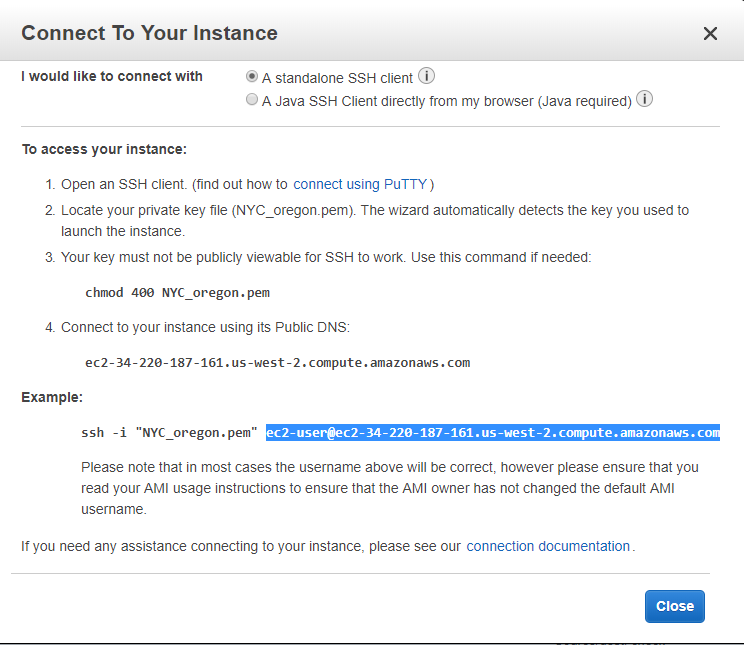 Connect To Your Instance
I would like to connect with
A standalone SSH client
A Java SSH Client directly from my browser (Java required)
To access your instance:
1. Open an SSH client. (find out how to connect using PuTTY)
2. Locate your private key file (NYC_oregon.pem). The wizard automatically detects the key you used to
launch the instance.
3. Your key must not be publicly viewable for SSH to work. Use this command if needed:
chmod 400 NYC_oregon.pem
4. Connect to your instance using its Public DNS:
ec2-34-220-187-161.us-west-2.compute.amazonaws.com
Example:
ssh -i "NYC_oregon.pem" ec2-user@ec2-34-220-187-161.us-west-2.compute.amazonaws.com
Please note that in most cases the username above will be correct, however please ensure that you
read your AMI usage instructions to ensure that the AMI owner has not changed the default AMI
username.
If you need any assistance connecting to your instance, please see our connection documentation.
Close